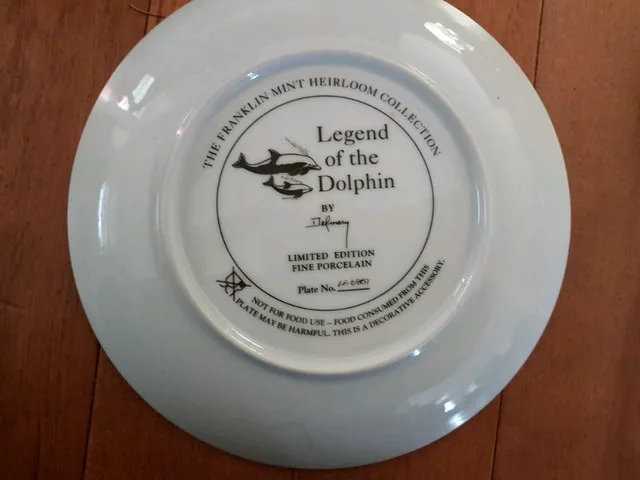 THE FRANKLIN MINT HEIRLOOM COLLECTION
Legend
of the
Dolphin
BY
LIMITED EDITION
FINE PORCELAIN
Plate No.
NOT FOR FOOD USE – FOOD CONSUMED FROM THIS
PLATE MAY BE HARMFUL. THIS IS A DECORATIVE ACCESSORY.